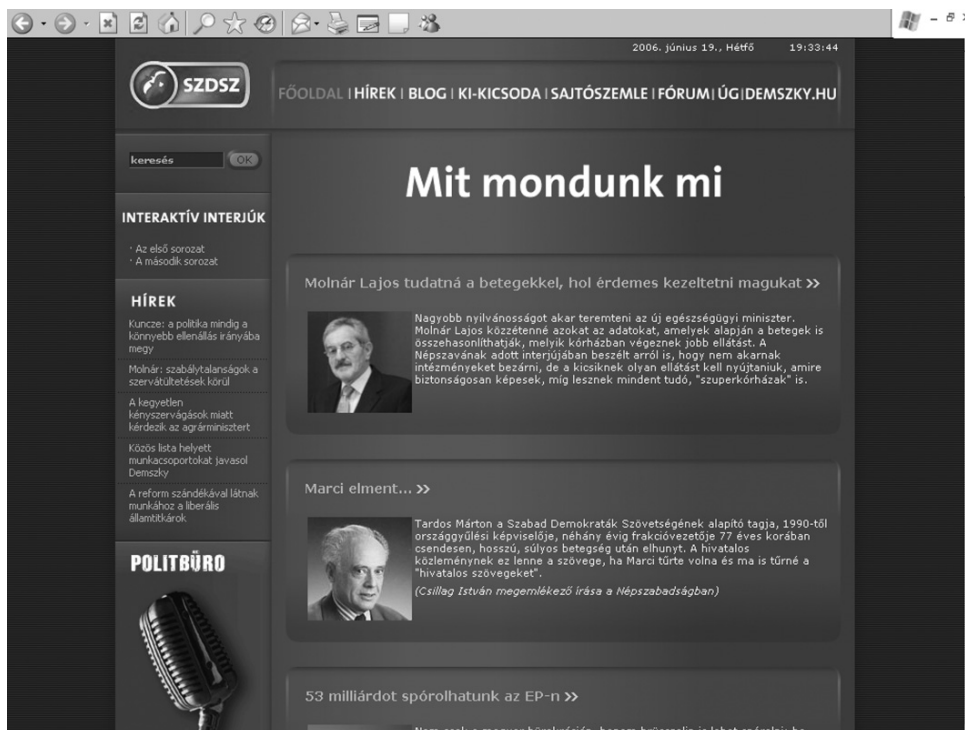 2006. június 19., Hétfő 19:33:44
SZDSZ
FŐOLDAL | HÍREK | BLOG | KI-KICSODA | SAJTÓSZEMLE | FÓRUM | ÚG | DEMSZKY.HU
keresés OK
INTERAKTÍV INTERJÚK
· Az első sorozat
· A második sorozat
HÍREK
Kuncze: a politika mindig a
könnyebb ellenállás irányába
megy
Molnár: szabálytalanságok a
szervátültetések körül
A kegyetlen
kényszervágások miatt
kérdezik az agrárminisztert
Közös lista helyett
munkacsoportokat javasol
Demszky
A reform szándékával látnak
munkához a liberális
államtitkárok
POLITBÜRO
Mit mondunk mi
Molnár Lajos tudatná a betegekkel, hol érdemes kezeltetni magukat >>
Nagyobb nyilvánosságot akar teremteni az új egészségügyi miniszter.
Molnár Lajos közzétenné azokat az adatokat, amelyek alapján a betegek is
összehasonlíthatják, melyik kórházban végeznek jobb ellátást. A
Népszavának adott interjújában beszélt arról is, hogy nem akarnak
intézményeket bezárni, de a kicsiknek olyan ellátást kell nyújtaniuk, amire
biztonságosan képesek, míg lesznek mindent tudó, "szuperkórházak" is.
Marci elment... >>
Tardos Márton a Szabad Demokraták Szövetségének alapító tagja, 1990-től
országgyűlési képviselője, néhány évig frakcióvezetője 77 éves korában
csendesen, hosszú, súlyos betegség után elhunyt. A hivatalos
közleménynek ez lenne a szövege, ha Marci tűrte volna és ma is tűrné a
"hivatalos szövegeket".
(Csillag István megemlékező írása a Népszabadságban)
53 milliárdot spórolhatunk az EP-n >>